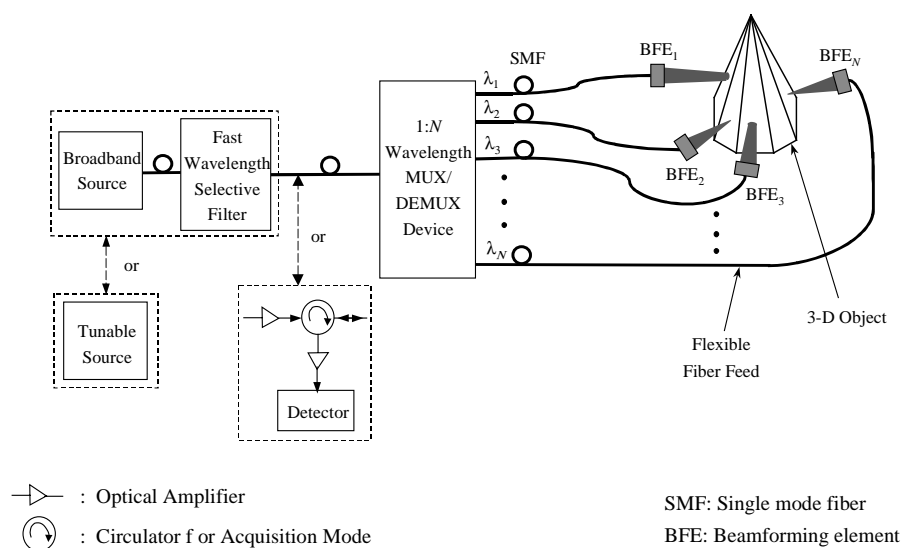 SMF
BFE1
BFEN
λ1
λ2
λ3
λN
Broadband
Source
Fast
Wavelength
Selective
Filter
1:N
Wavelength
MUX/
DEMUX
Device
BFE2
BFE3
or
or
Tunable
Source
Detector
Flexible
Fiber Feed
3-D Object
: Optical Amplifier
: Circulator f or Acquisition Mode
SMF: Single mode fiber
BFE: Beamforming element